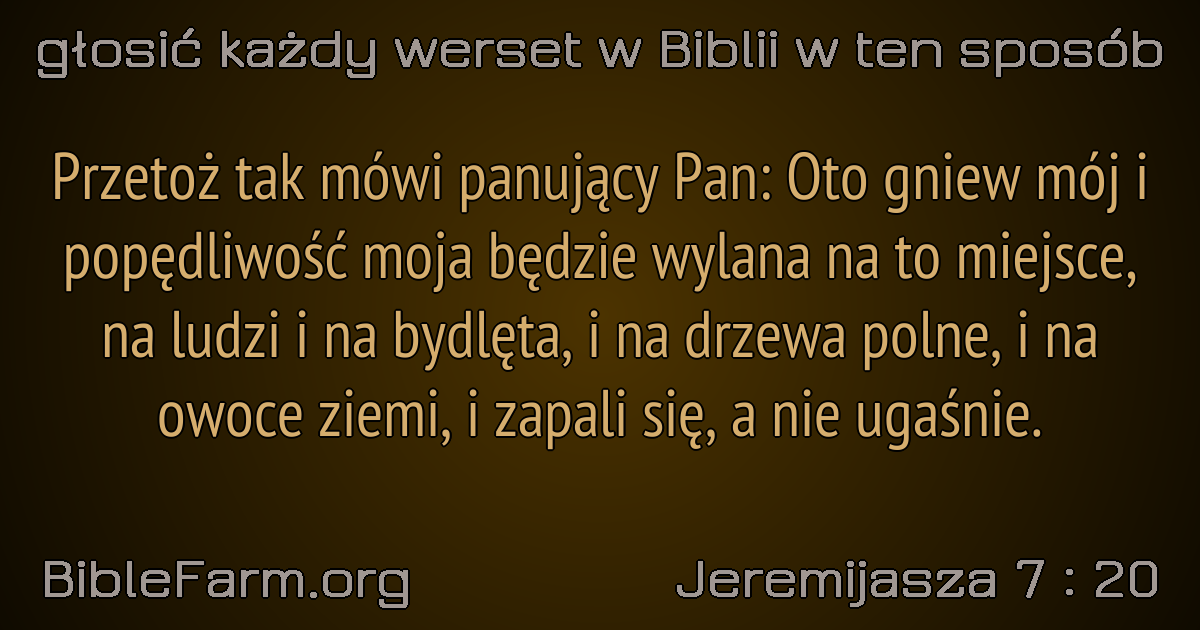 głosić każdy werset w Biblii w ten sposób
Przetoż tak mówi panujący Pan: Oto gniew mój i
popędliwość moja będzie wylana na to miejsce,
na ludzi i na bydlęta, i na drzewa polne, i na
owoce ziemi, i zapali się, a nie ugaśnie.
BibleFarm.org
Jeremijasza 7 : 20